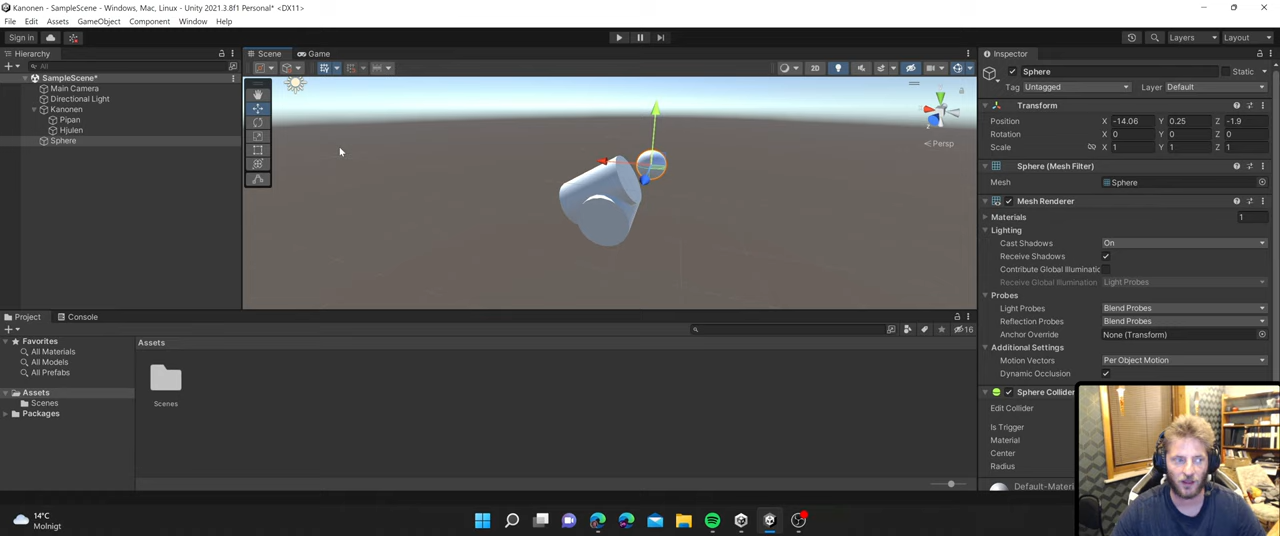 Kanonen - SampleScene - Windows, Mac, Linux - Unity 2021.3.8f1 Personal* <DX11>
File Edit Assets GameObject Component Window Help
Sign in
Layers
Layout
Hierarchy
All
SampleScene*
Main Camera
Directional Light
Kanonen
Pipan
Hjulen
Sphere
Scene Game
2D
Persp
Inspector
Sphere Static
Tag Untagged Layer Default
Transform
Position X -14.06 Y 0.25 Z -1.9
Rotation X 0 Y 0 Z 0
Scale X 1 Y 1 Z 1
Sphere (Mesh Filter)
Mesh Sphere
Mesh Renderer
Materials 1
Lighting
Cast Shadows On
Receive Shadows
Contribute Global Illuminatic
Receive Global Illumination Light Probes
Probes
Light Probes Blend Probes
Reflection Probes Blend Probes
Anchor Override None (Transform)
Additional Settings
Motion Vectors Per Object Motion
Dynamic Occlusion
Sphere Collider
Edit Collider
Is Trigger
Material
Center
Radius
Default-Material
Project Console
16
Favorites
All Materials
All Models
All Prefabs
Assets
Scenes
Packages
Assets
Scenes
14°C
Molnigt